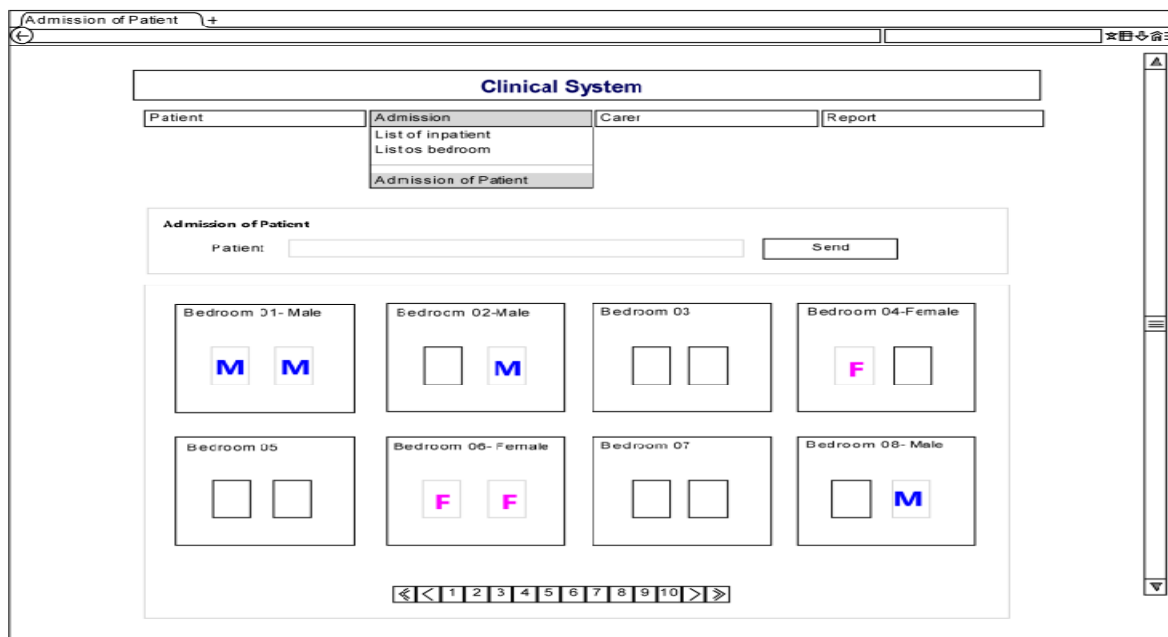 Admission of Patient +
Clinical System
Patient Admission Carer Report
List of inpatient
Listos bedroom
Admission of Patient
Admission of Patient
Patient Send
Bedroom 01- Male Bedroom 02-Male Bedroom 03 Bedroom 04-Female
M M M F
Bedroom 05 Bedroom 06- Female Bedroom 07 Bedroom 08- Male
F F M
1 2 3 4 5 6 7 8 9 10